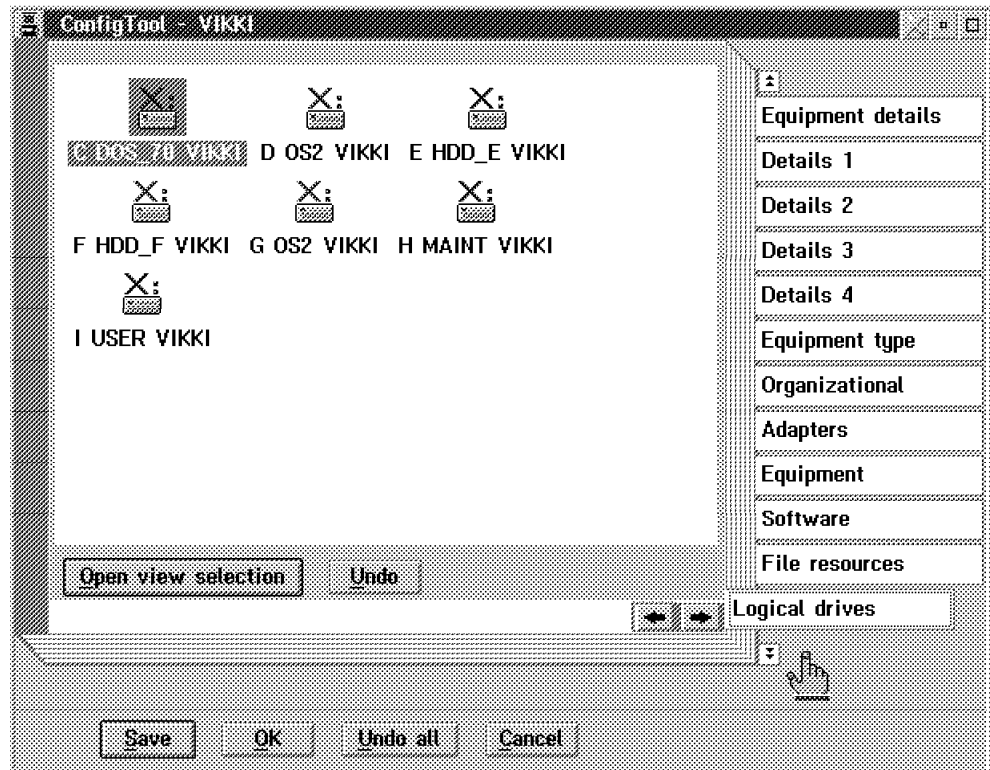 ConfigTool - VIKKI
C DOS_70 VIKKI D OS2 VIKKI E HDD_E VIKKI
F HDD_F VIKKI G OS2 VIKKI H MAINT VIKKI
I USER VIKKI
Equipment details
Details 1
Details 2
Details 3
Details 4
Equipment type
Organizational
Adapters
Equipment
Software
File resources
Logical drives
Open view selection Undo
Save OK Undo all Cancel